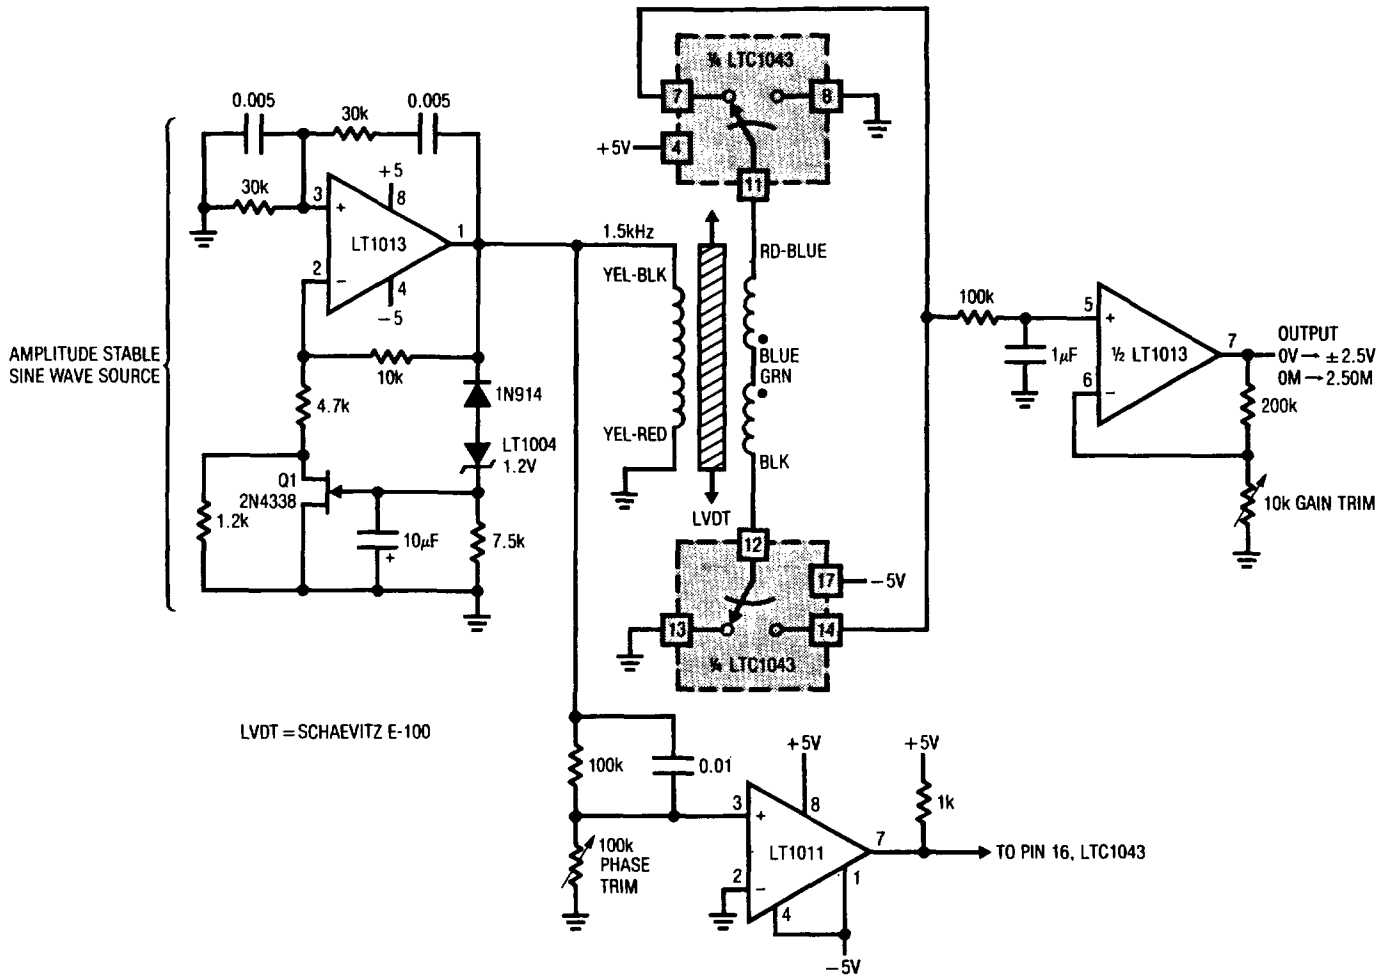 ¼ LTC1043
7
8
+5V
4
11
0.005
0.005
30k
30k
+5
3
+
8
LT1013
1
2
−
4
−5
1.5kHz
YEL-BLK
RD-BLUE
AMPLITUDE STABLE
SINE WAVE SOURCE
10k
4.7k
1N914
LT1004
1.2V
Q1
2N4338
1.2k
10μF
+
7.5k
BLUE
GRN
YEL-RED
BLK
LVDT
100k
1μF
5
+
½ LT1013
7
6
−
OUTPUT
0V → ±2.5V
0M → 2.50M
200k
10k GAIN TRIM
12
17
−5V
13
14
¼ LTC1043
LVDT = SCHAEVITZ E-100
100k
0.01
+5V
+5V
1k
3
+
8
LT1011
7
TO PIN 16, LTC1043
100k
PHASE
TRIM
2
−
1
4
−5V